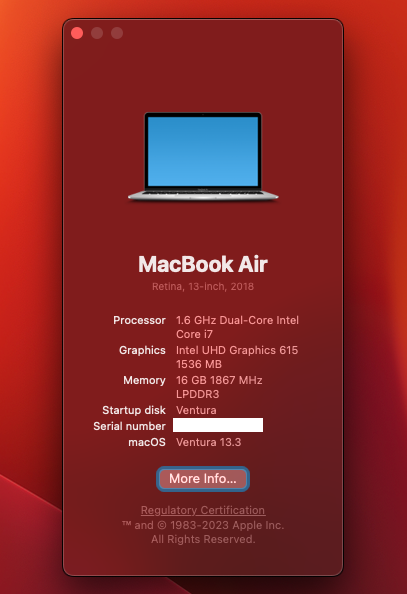 MacBook Air
Retina, 13-inch, 2018
Processor 1.6 GHz Dual-Core Intel
Core i7
Graphics Intel UHD Graphics 615
1536 MB
Memory 16 GB 1867 MHz
LPDDR3
Startup disk Ventura
Serial number
macOS Ventura 13.3
More Info...
Regulatory Certification
™ and © 1983-2023 Apple Inc.
All Rights Reserved.